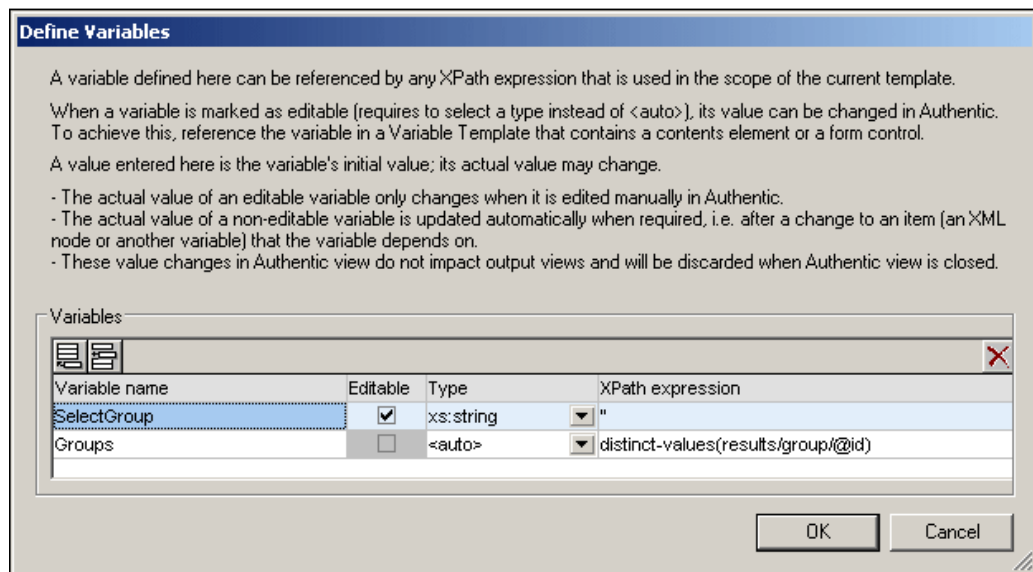 Define Variables
A variable defined here can be referenced by any XPath expression that is used in the scope of the current template.
When a variable is marked as editable (requires to select a type instead of <auto>), its value can be changed in Authentic.
To achieve this, reference the variable in a Variable Template that contains a contents element or a form control.
A value entered here is the variable's initial value; its actual value may change.
- The actual value of an editable variable only changes when it is edited manually in Authentic.
- The actual value of a non-editable variable is updated automatically when required, i.e. after a change to an item (an XML
node or another variable) that the variable depends on.
- These value changes in Authentic view do not impact output views and will be discarded when Authentic view is closed.
Variables
Variable name Editable Type XPath expression
SelectGroup xs:string ''
Groups <auto> distinct-values(results/group/@id)
OK Cancel